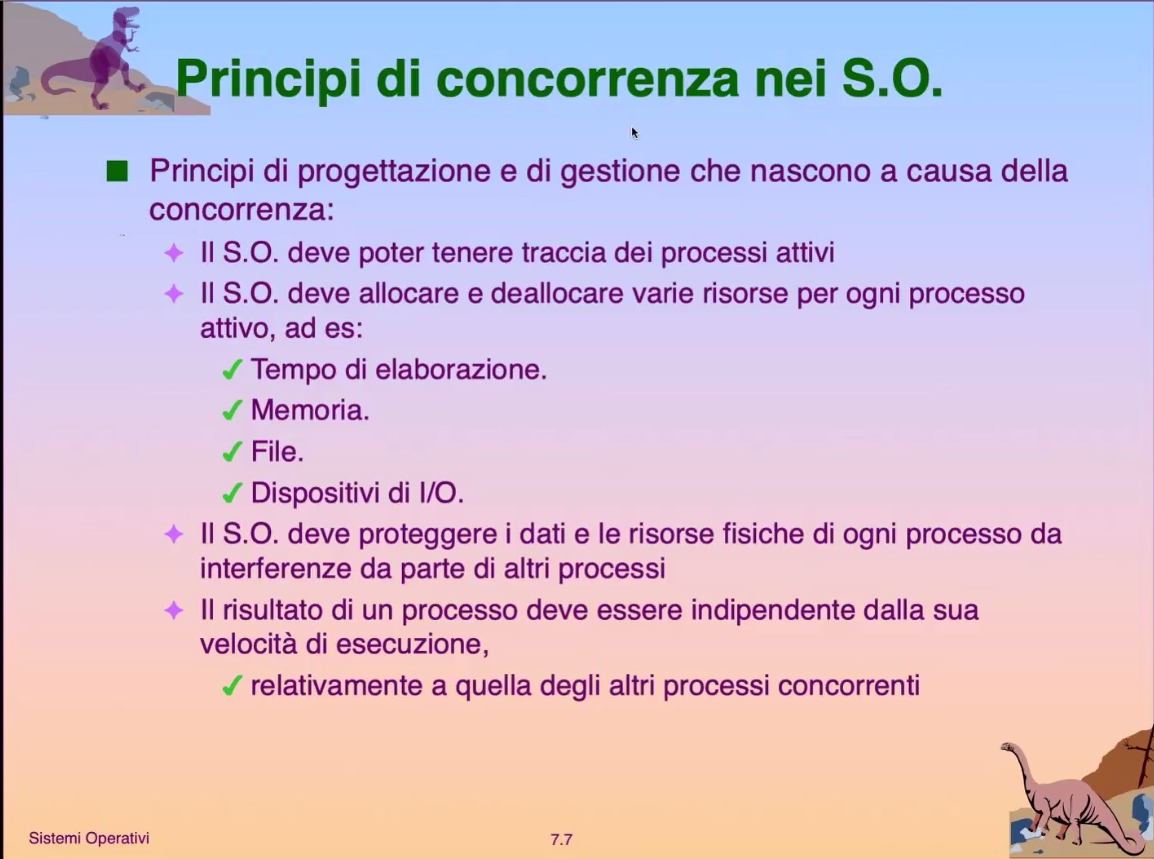 Principi di concorrenza nei S.O.
Principi di progettazione e di gestione che nascono a causa della
concorrenza:
Il S.O. deve poter tenere traccia dei processi attivi
Il S.O. deve allocare e deallocare varie risorse per ogni processo
attivo, ad es:
Tempo di elaborazione.
Memoria.
File.
Dispositivi di I/O.
Il S.O. deve proteggere i dati e le risorse fisiche di ogni processo da
interferenze da parte di altri processi
Il risultato di un processo deve essere indipendente dalla sua
velocità di esecuzione,
relativamente a quella degli altri processi concorrenti
Sistemi Operativi
7.7